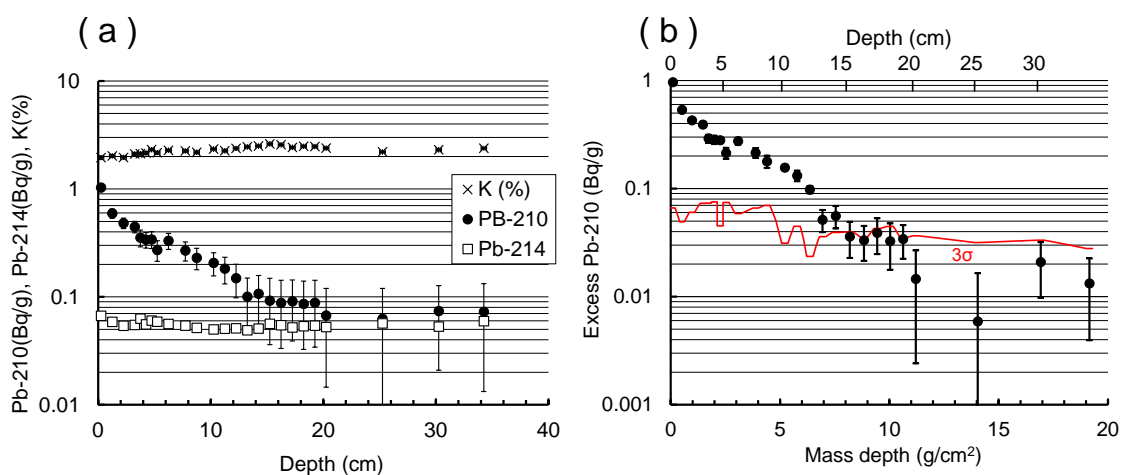 ( a )
Pb-210(Bq/g), Pb-214(Bq/g), K(%)
10
1
0.1
0.01
K (%)
PB-210
Pb-214
0 10 20 30 40
Depth (cm)
( b )
Depth (cm)
0 5 10 15 20 25 30
Excess Pb-210 (Bq/g)
1
0.1
0.01
0.001
3σ
0 5 10 15 20
Mass depth (g/cm²)